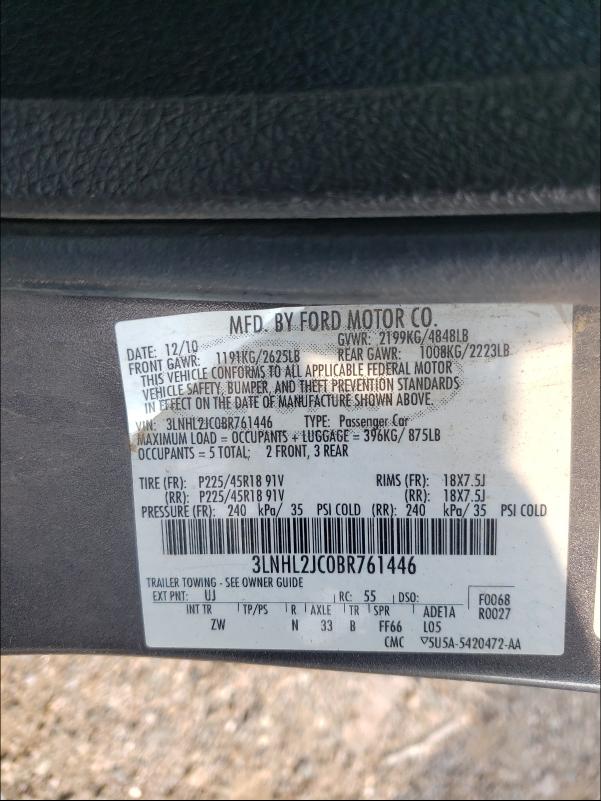 MFD. BY FORD MOTOR CO.
DATE: 12/10 GVWR: 2199KG/4848LB
FRONT GAWR: 1191KG/2625LB REAR GAWR: 1008KG/2223LB
THIS VEHICLE CONFORMS TO ALL APPLICABLE FEDERAL MOTOR
VEHICLE SAFETY, BUMPER, AND THEFT PREVENTION STANDARDS
IN EFFECT ON THE DATE OF MANUFACTURE SHOWN ABOVE.
VIN: 3LNHL2JC0BR761446 TYPE: Passenger Car
MAXIMUM LOAD = OCCUPANTS + LUGGAGE = 396KG/ 875LB
OCCUPANTS = 5 TOTAL; 2 FRONT, 3 REAR
TIRE (FR): P225/45R18 91V RIMS (FR): 18X7.5J
(RR): P225/45R18 91V (RR): 18X7.5J
PRESSURE (FR): 240 kPa/ 35 PSI COLD (RR): 240 kPa/ 35 PSI COLD
3LNHL2JC0BR761446
TRAILER TOWING - SEE OWNER GUIDE
EXT PNT: UJ RC: 55 DSO: F0068
R0027
INT TR TP/PS R AXLE TR SPR ADE1A
ZW N 33 B FF66 L05
CMC ▽5U5A-5420472-AA